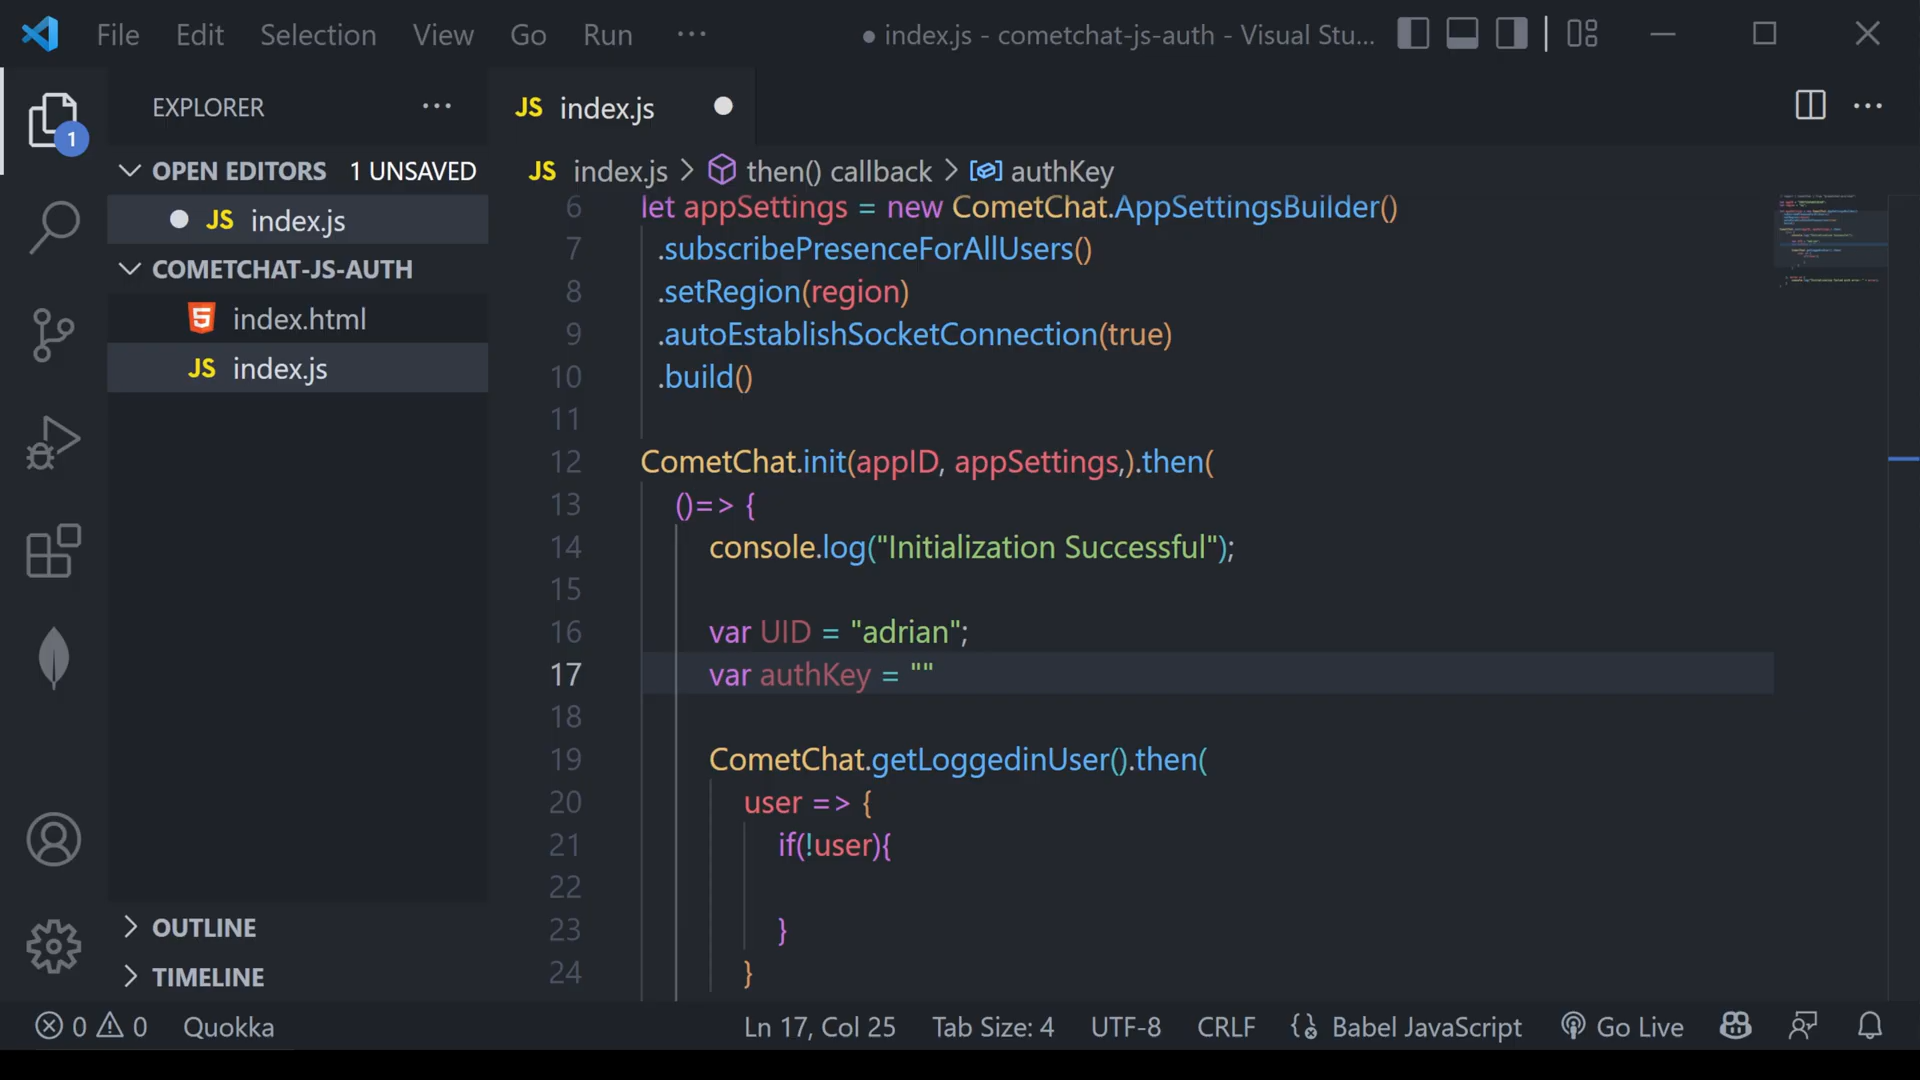 File Edit Selection View Go Run ··· ● index.js - cometchat-js-auth - Visual Stu...
EXPLORER ···
JS index.js ●
1
OPEN EDITORS 1 UNSAVED
● JS index.js
COMETCHAT-JS-AUTH
5 index.html
JS index.js
OUTLINE
TIMELINE
JS index.js > then() callback > authKey
6 let appSettings = new CometChat.AppSettingsBuilder()
7 .subscribePresenceForAllUsers()
8 .setRegion(region)
9 .autoEstablishSocketConnection(true)
10 .build()
11
12 CometChat.init(appID, appSettings,).then(
13 ()=> {
14 console.log("Initialization Successful");
15
16 var UID = "adrian";
17 var authKey = ""
18
19 CometChat.getLoggedinUser().then(
20 user => {
21 if(!user){
22
23 }
24 }
0 0 Quokka Ln 17, Col 25 Tab Size: 4 UTF-8 CRLF Babel JavaScript Go Live